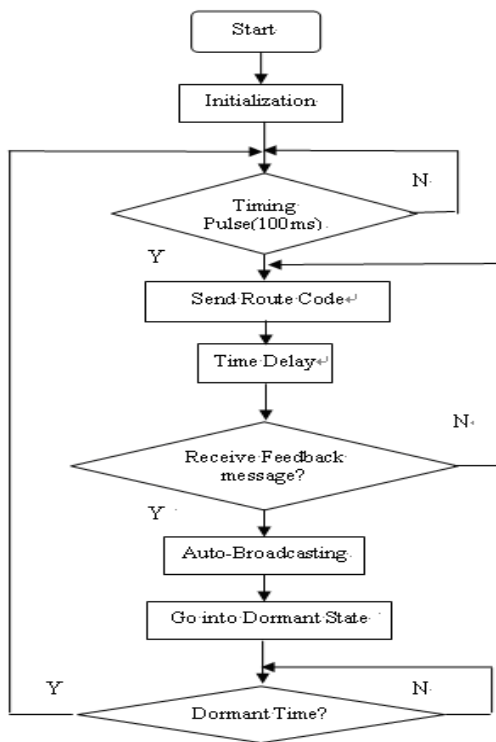 Start
Initialization
N
Timing
Pulse(100ms)
Y
Send Route Code↵
Time Delay↵
N
Receive Feedback
message?
Y
Auto-Broadcasting
Go into Dormant State
Y
N
Dormant Time?